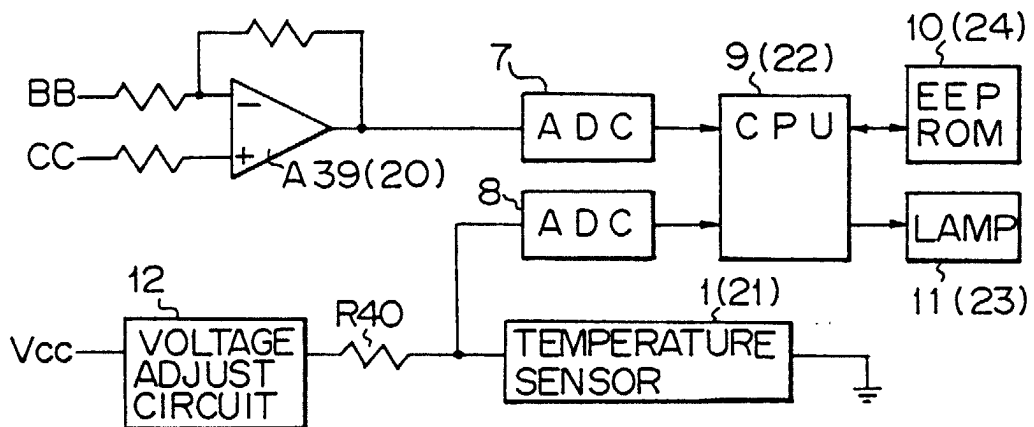 BB
CC
−
+
A39(20)
7
ADC
8
ADC
9(22)
CPU
10(24)
EEP
ROM
LAMP
11(23)
12
Vcc
VOLTAGE
ADJUST
CIRCUIT
R40
1(21)
TEMPERATURE
SENSOR